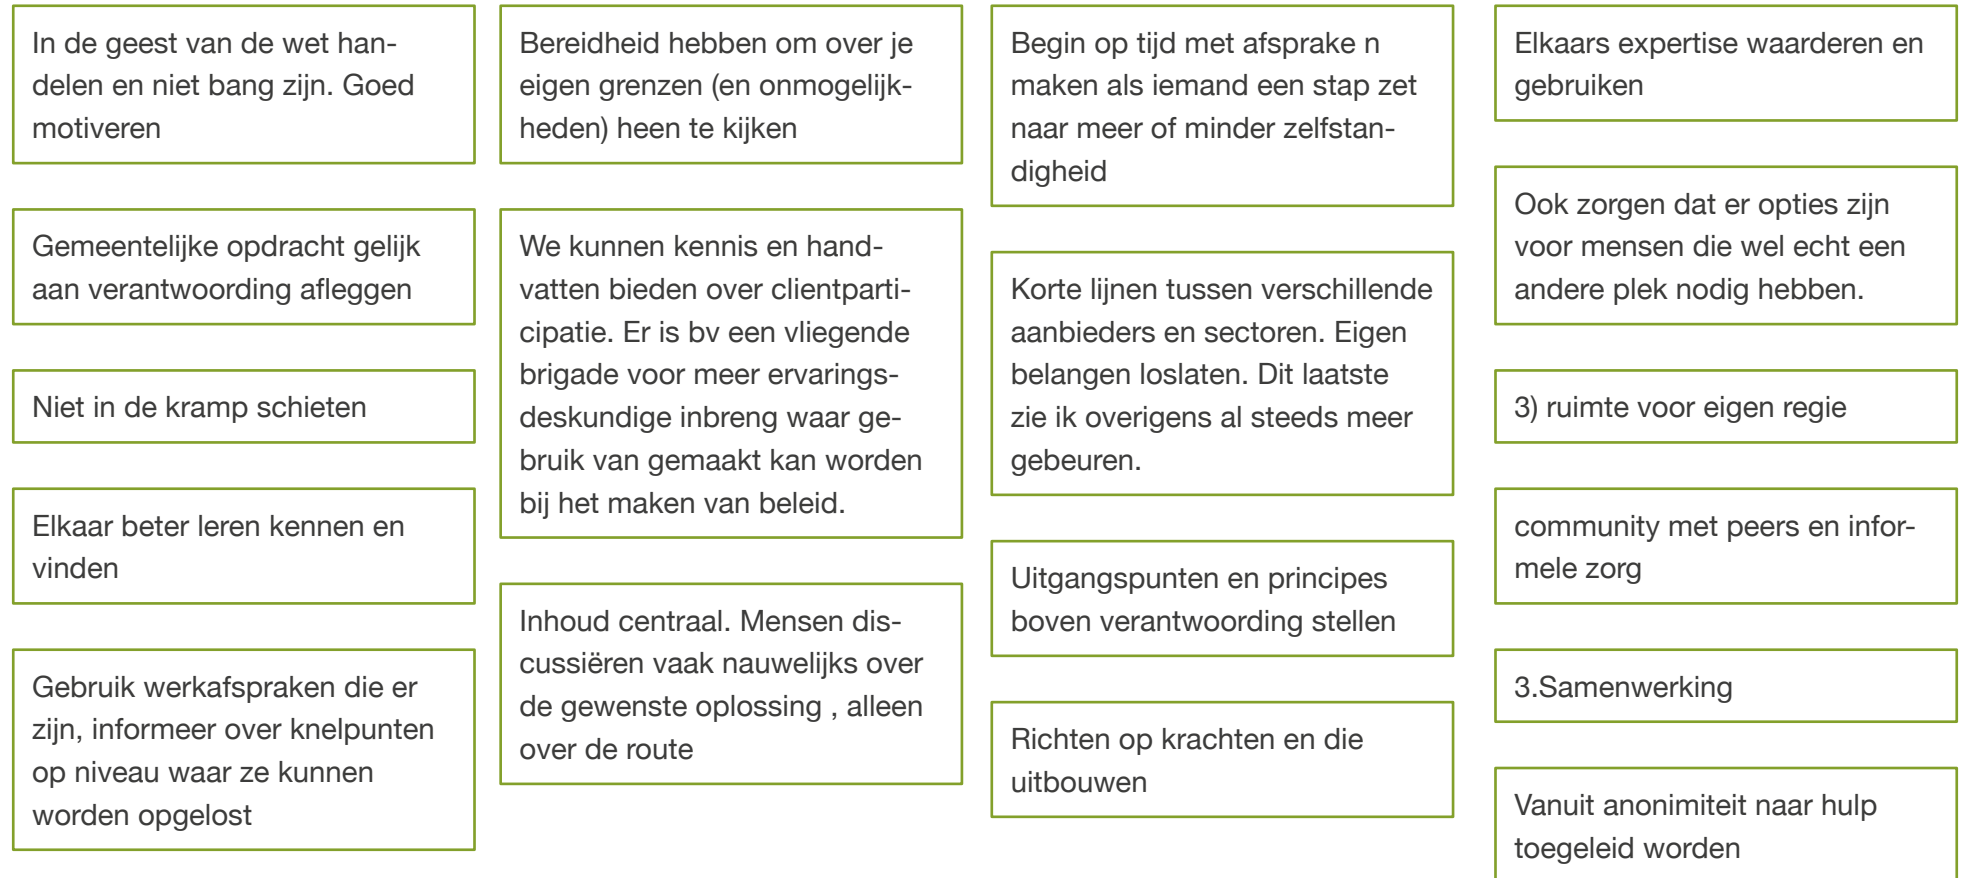 In de geest van de wet han-
delen en niet bang zijn. Goed
motiveren
Gemeentelijke opdracht gelijk
aan verantwoording afleggen
Niet in de kramp schieten
Elkaar beter leren kennen en
vinden
Gebruik werkafspraken die er
zijn, informeer over knelpunten
op niveau waar ze kunnen
worden opgelost
Bereidheid hebben om over je
eigen grenzen (en onmogelijk-
heden) heen te kijken
We kunnen kennis en hand-
vatten bieden over clientparti-
cipatie. Er is bv een vliegende
brigade voor meer ervarings-
deskundige inbreng waar ge-
bruik van gemaakt kan worden
bij het maken van beleid.
Inhoud centraal. Mensen dis-
cussiëren vaak nauwelijks over
de gewenste oplossing , alleen
over de route
Begin op tijd met afsprake n
maken als iemand een stap zet
naar meer of minder zelfstan-
digheid
Korte lijnen tussen verschillende
aanbieders en sectoren. Eigen
belangen loslaten. Dit laatste
zie ik overigens al steeds meer
gebeuren.
Uitgangspunten en principes
boven verantwoording stellen
Richten op krachten en die
uitbouwen
Elkaars expertise waarderen en
gebruiken
Ook zorgen dat er opties zijn
voor mensen die wel echt een
andere plek nodig hebben.
3) ruimte voor eigen regie
community met peers en infor-
mele zorg
3.Samenwerking
Vanuit anonimiteit naar hulp
toegeleid worden